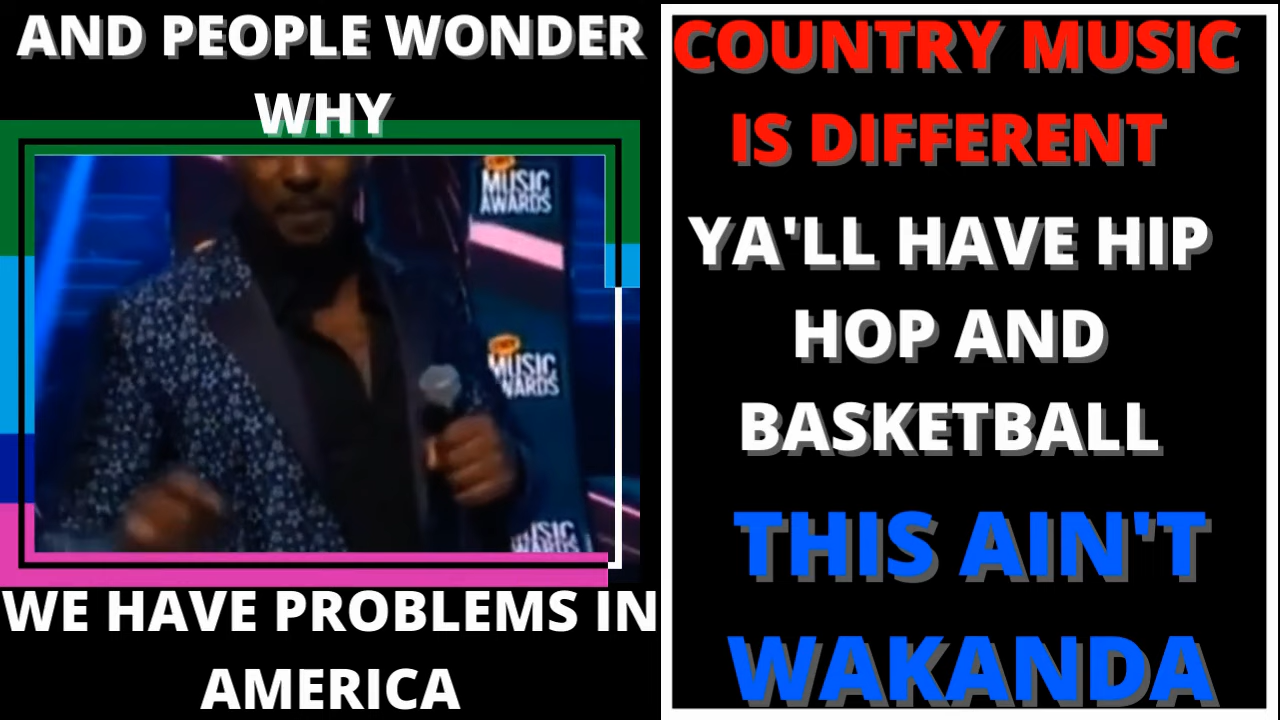 AND PEOPLE WONDER
WHY
MUSIC
AWARDS
MUSIC
AWARDS
MUSIC
AWARDS
WE HAVE PROBLEMS IN
AMERICA
COUNTRY MUSIC
IS DIFFERENT
YA'LL HAVE HIP
HOP AND
BASKETBALL
THIS AIN'T
WAKANDA